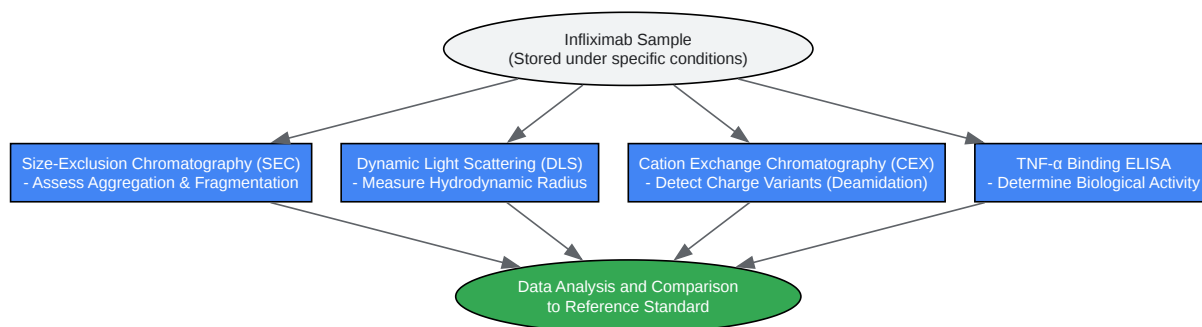 Infliximab Sample
(Stored under specific conditions)
Size-Exclusion Chromatography (SEC)
- Assess Aggregation & Fragmentation
Dynamic Light Scattering (DLS)
- Measure Hydrodynamic Radius
Cation Exchange Chromatography (CEX)
- Detect Charge Variants (Deamidation)
TNF-α Binding ELISA
- Determine Biological Activity
Data Analysis and Comparison
to Reference Standard